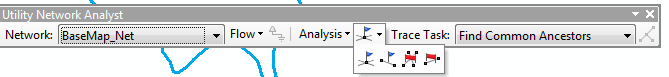 Utility Network Analyst
Network: BaseMap_Net Flow Analysis Trace Task: Find Common Ancestors